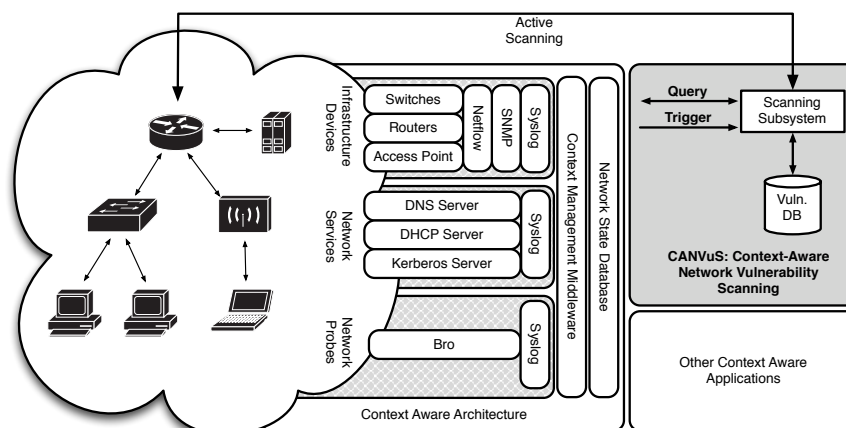 Active
Scanning
Infrastructure
Devices
Switches
Routers
Access Point
Netflow
SNMP
Syslog
Network
Services
DNS Server
DHCP Server
Kerberos Server
Syslog
Network
Probes
Bro
Syslog
Context Management Middleware
Network State Database
Context Aware Architecture
Query
Trigger
Scanning
Subsystem
Vuln.
DB
CANVuS: Context-Aware
Network Vulnerability
Scanning
Other Context Aware
Applications